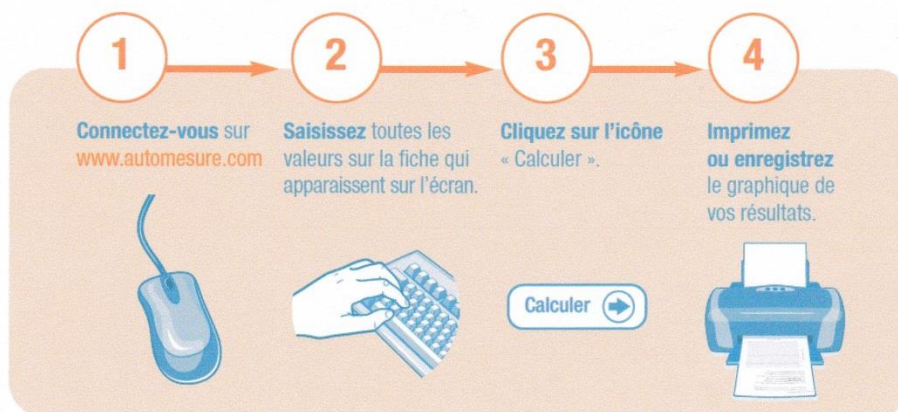 1
2
3
4
Connectez-vous sur
www.automesure.com
Saisissez toutes les
valeurs sur la fiche qui
apparaissent sur l'écran.
Cliquez sur l'icône
« Calculer ».
Imprimez
ou enregistrez
le graphique de
vos résultats.
Calculer